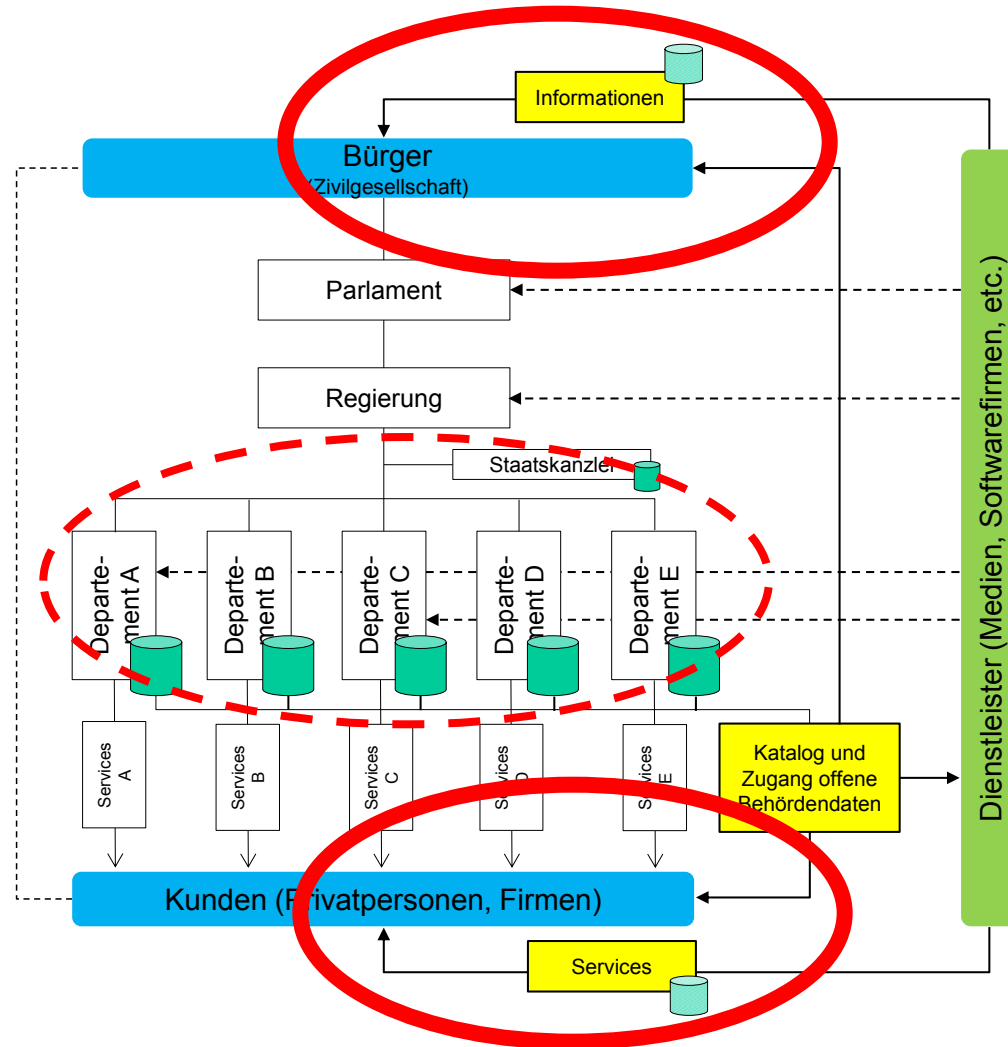 Informationen
Bürger
(Zivilgesellschaft)
Parlament
Regierung
Staatskanzlei
Departe-
ment A
Departe-
ment B
Departe-
ment C
Departe-
ment D
Departe-
ment E
Services
A
Services
B
Services
C
Services
D
Services
E
Katalog und
Zugang offene
Behördendaten
Kunden (Privatpersonen, Firmen)
Services
Dienstleister (Medien, Softwarefirmen, etc.)